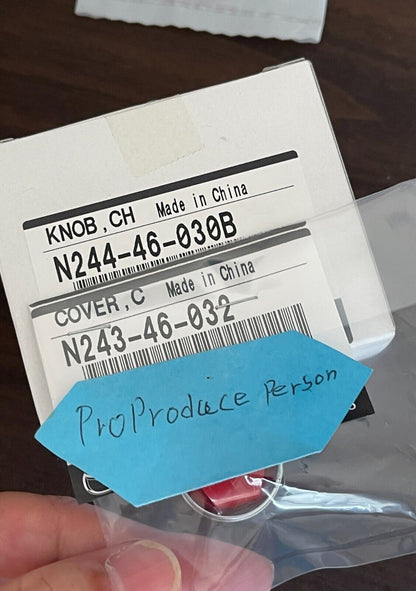 KNOB,CH Made in China
N244-46-030B
COVER,C Made in China
N243-46-032
ProProduce Person